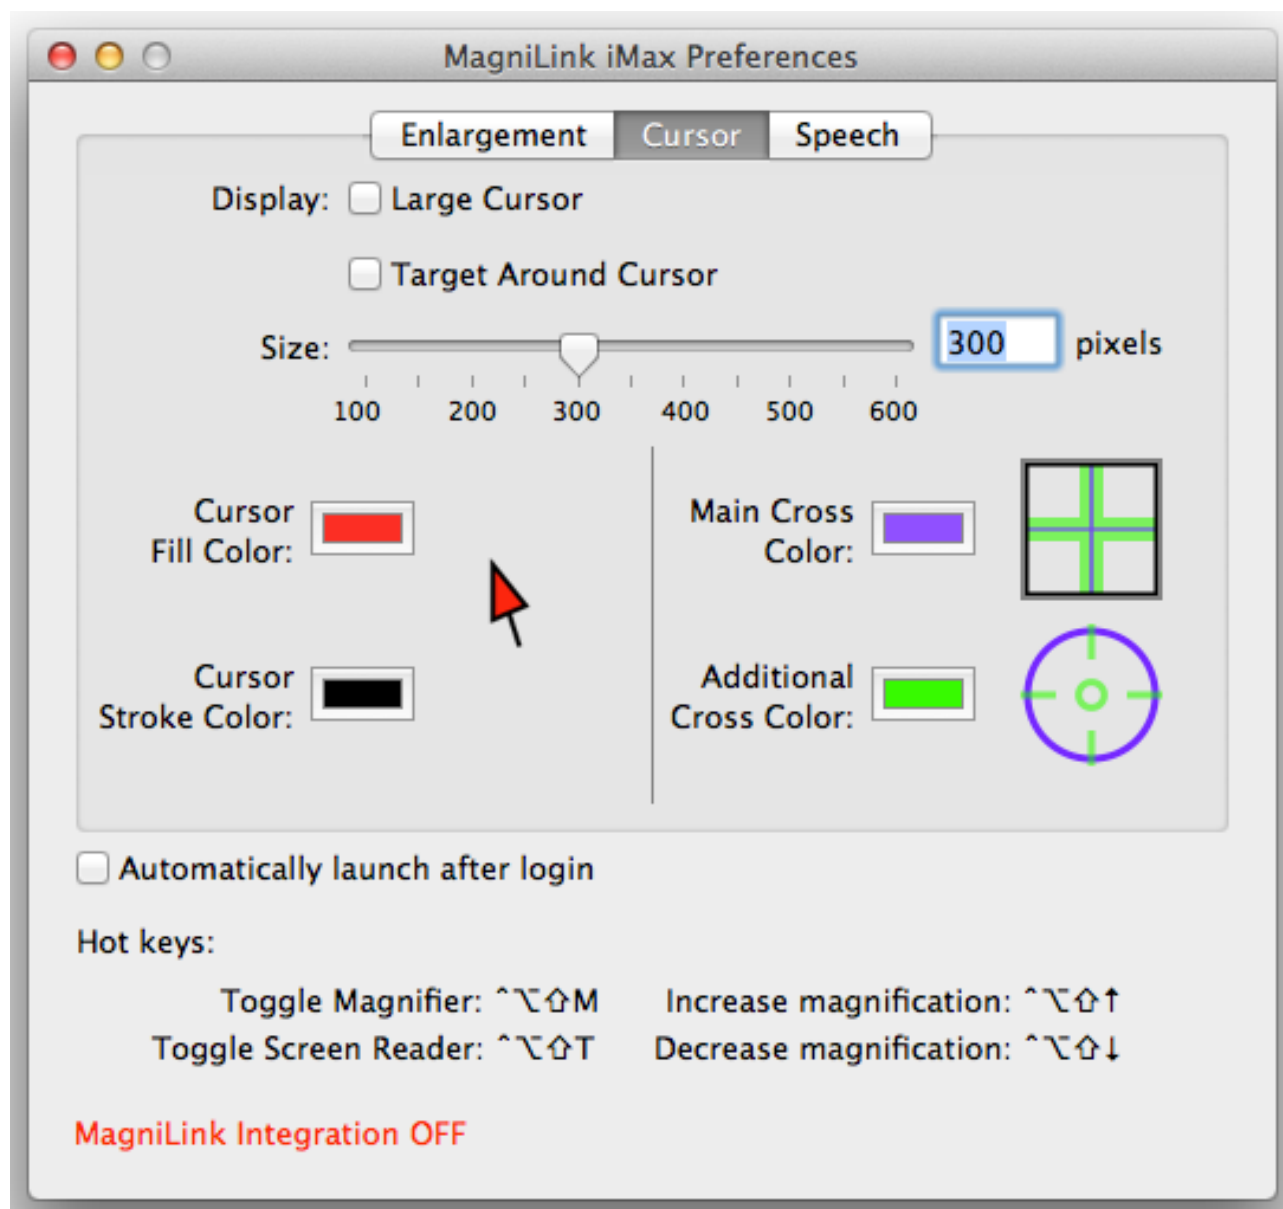 MagniLink iMax Preferences
Enlargement Cursor Speech
Display: Large Cursor
Target Around Cursor
Size: 300 pixels
100 200 300 400 500 600
Cursor
Fill Color:
Main Cross
Color:
Cursor
Stroke Color:
Additional
Cross Color:
Automatically launch after login
Hot keys:
Toggle Magnifier: ⌃⌥⇧M Increase magnification: ⌃⌥⇧↑
Toggle Screen Reader: ⌃⌥⇧T Decrease magnification: ⌃⌥⇧↓
MagniLink Integration OFF